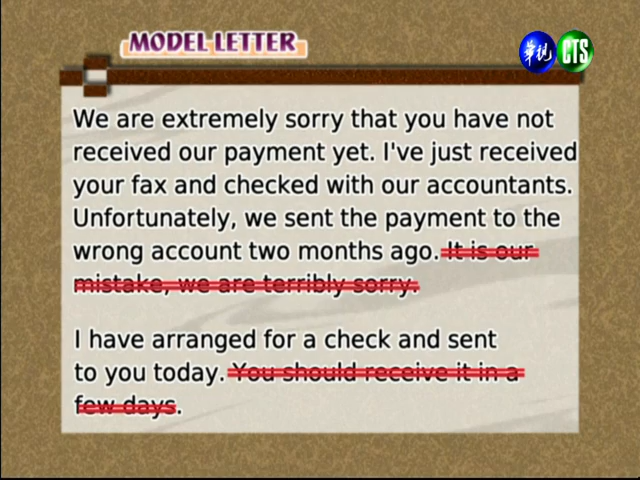 MODEL LETTER
華視 CTS
We are extremely sorry that you have not
received our payment yet. I've just received
your fax and checked with our accountants.
Unfortunately, we sent the payment to the
wrong account two months ago. It is our
mistake, we are terribly sorry.
I have arranged for a check and sent
to you today. You should receive it in a
few days.